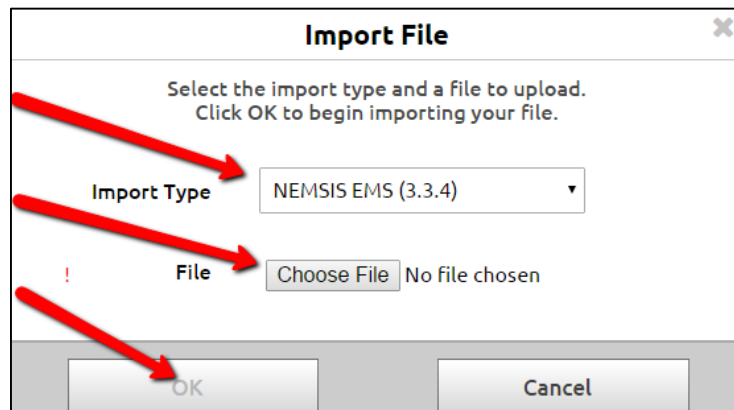 Import File
Select the import type and a file to upload.
Click OK to begin importing your file.
Import Type NEMSIS EMS (3.3.4)
! File Choose File No file chosen
OK Cancel